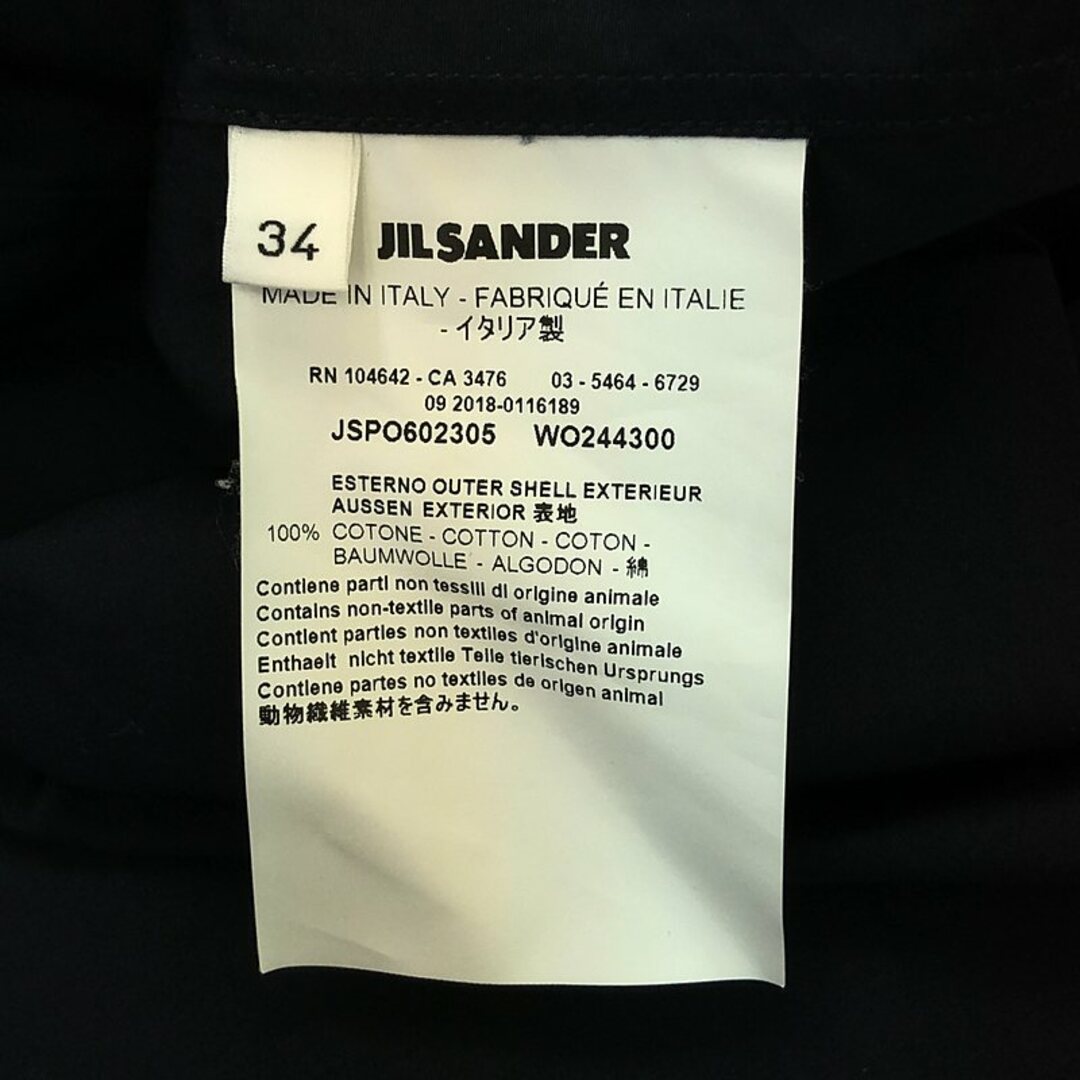 34
JIL SANDER
MADE IN ITALY - FABRIQUÉ EN ITALIE
- イタリア製
RN 104642 - CA 3476 03 - 5464 - 6729
09 2018-0116189
JSPO602305 WO244300
ESTERNO OUTER SHELL EXTERIEUR
AUSSEN EXTERIOR 表地
100% COTONE - COTTON - COTON -
BAUMWOLLE - ALGODON - 綿
Contiene parti non tessili di origine animale
Contains non-textile parts of animal origin
Contient parties non textiles d'origine animale
Enthaelt nicht textile Teile tierischen Ursprungs
Contiene partes no textiles de origen animal
動物繊維素材を含みません。